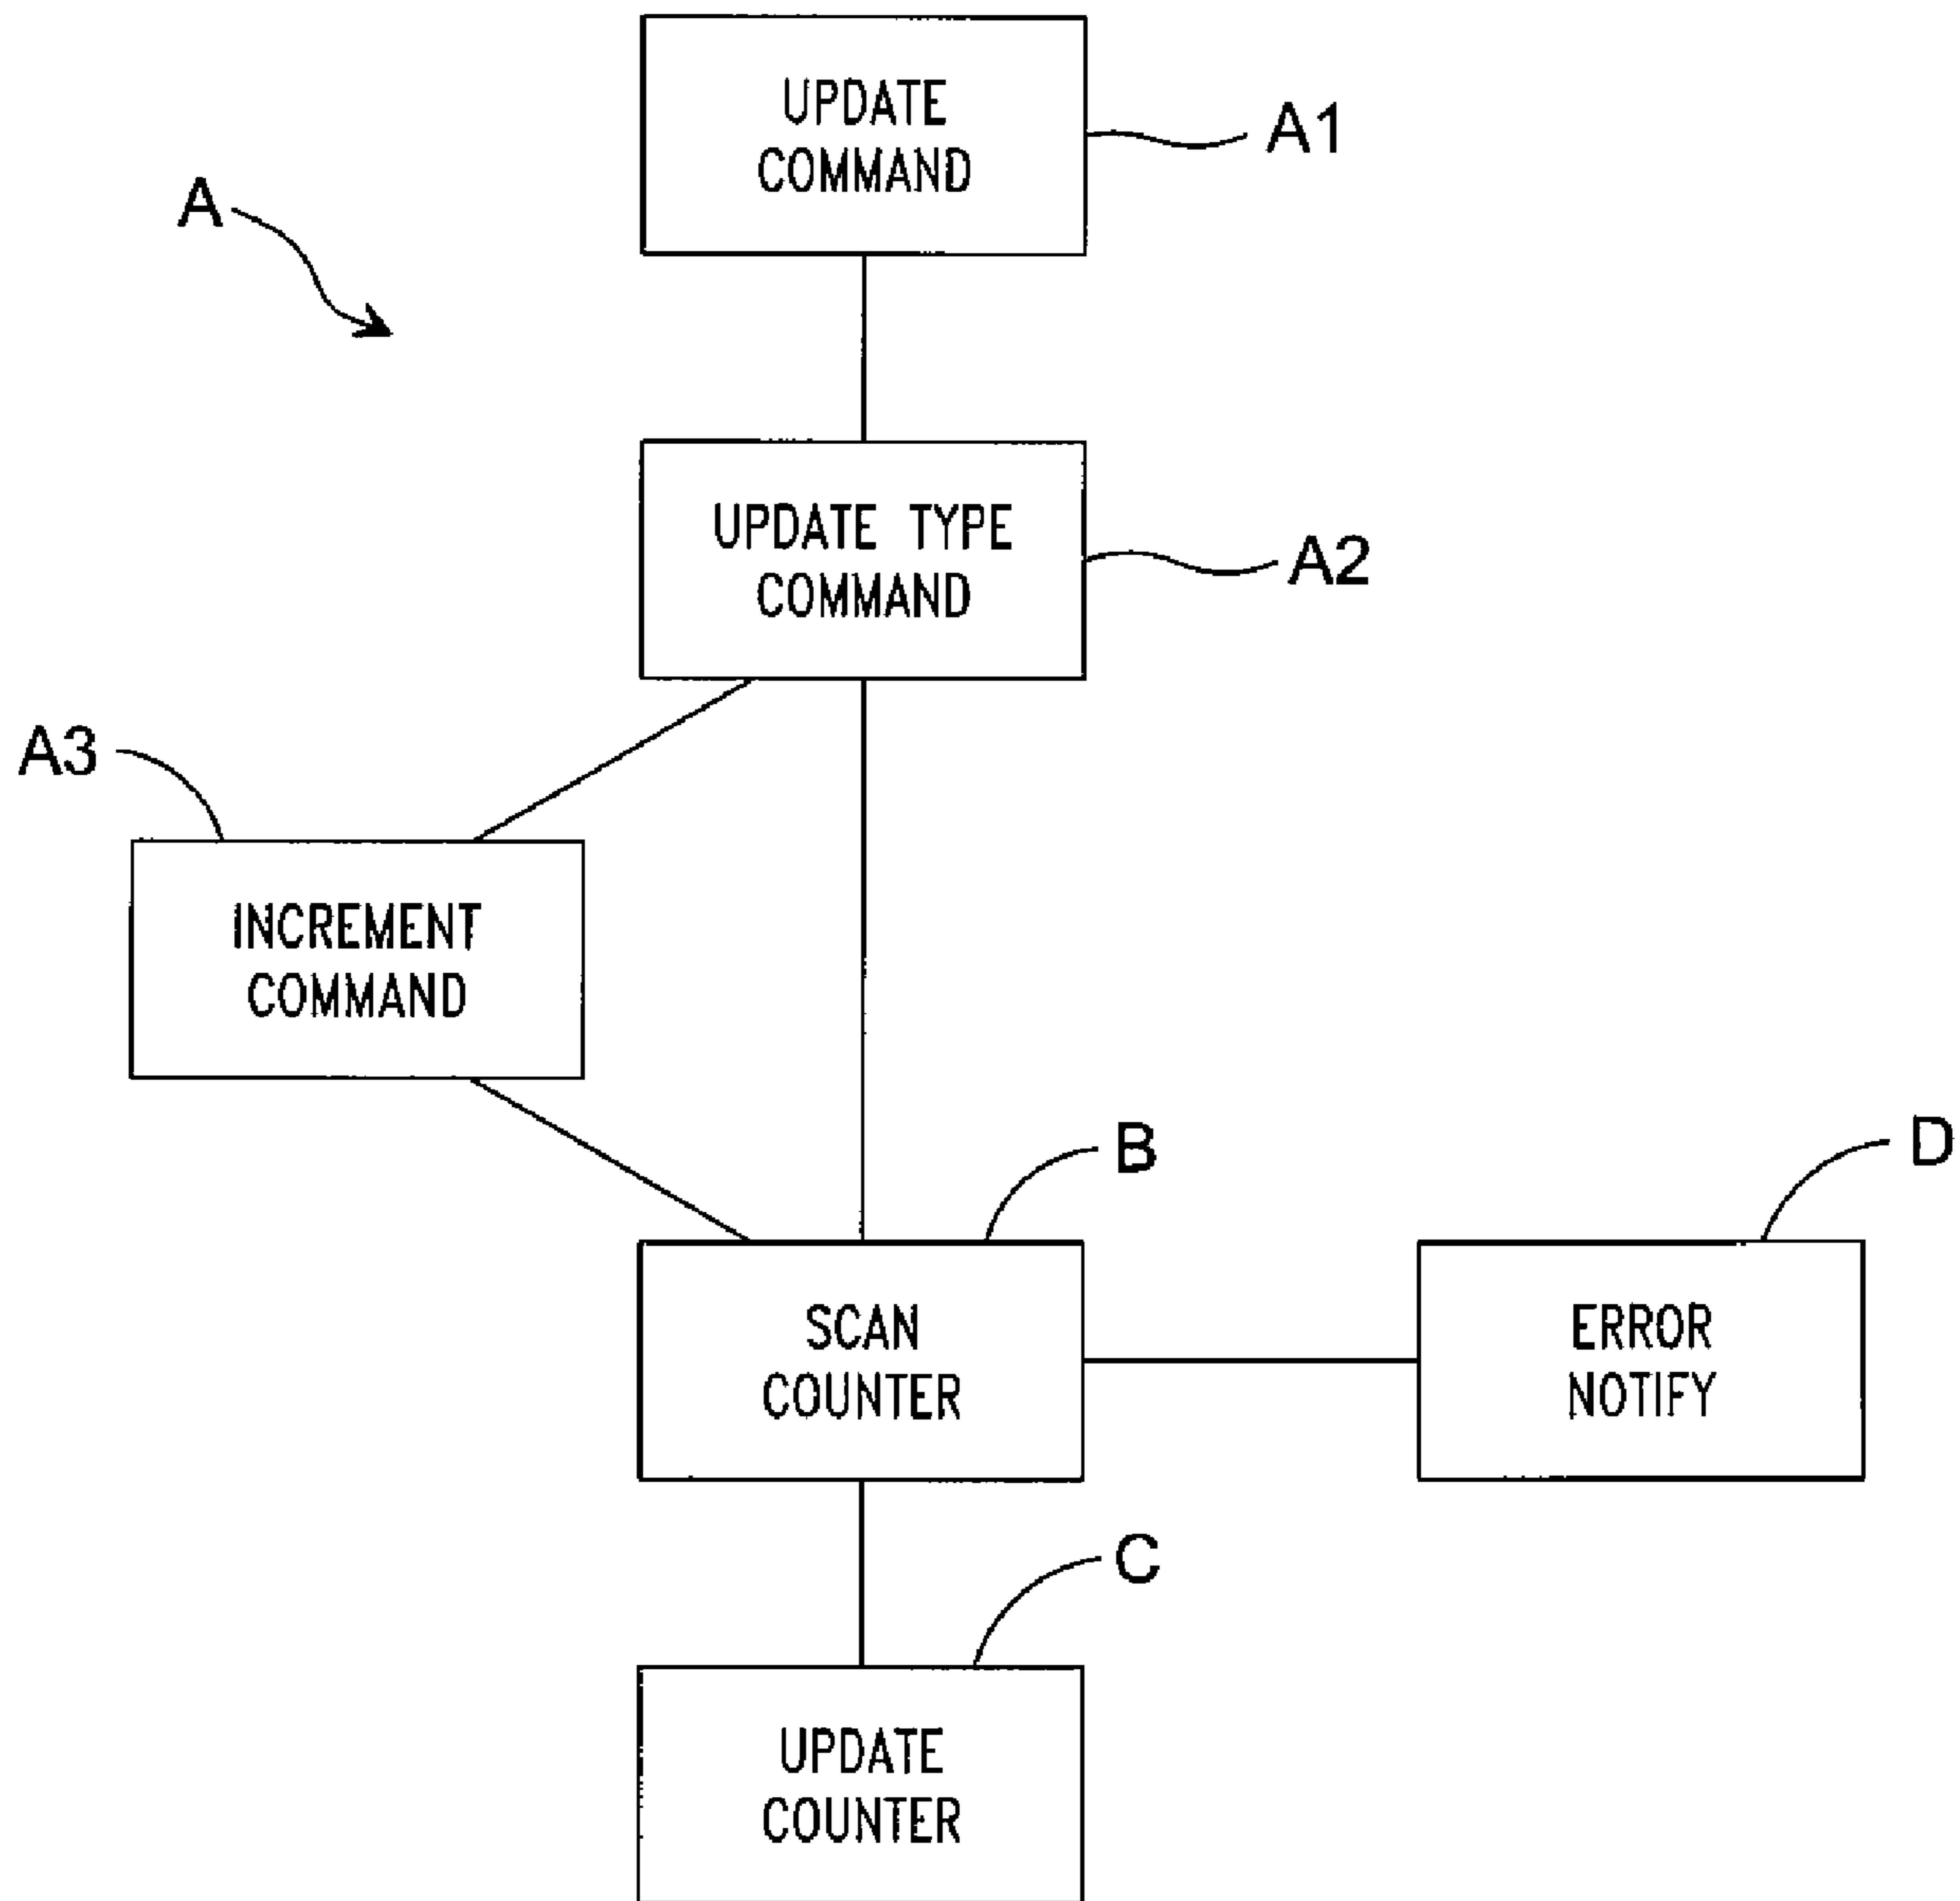 UPDATE
COMMAND
A1
A
UPDATE TYPE
COMMAND
A2
A3
INCREMENT
COMMAND
B
D
SCAN
COUNTER
ERROR
NOTIFY
C
UPDATE
COUNTER